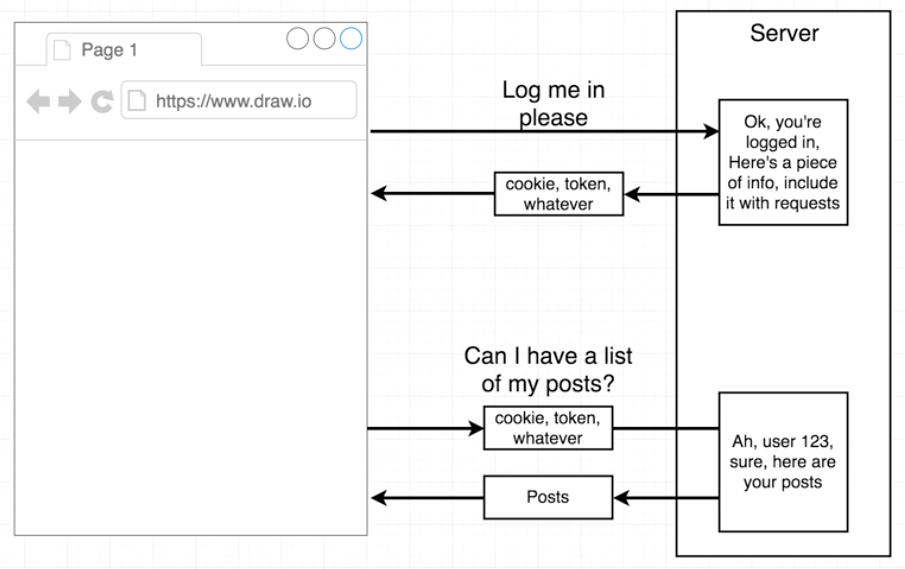 Page 1
https://www.draw.io
Server
Log me in
please
Ok, you're
logged in,
Here's a piece
of info, include
it with requests
cookie, token,
whatever
Can I have a list
of my posts?
cookie, token,
whatever
Ah, user 123,
sure, here are
your posts
Posts